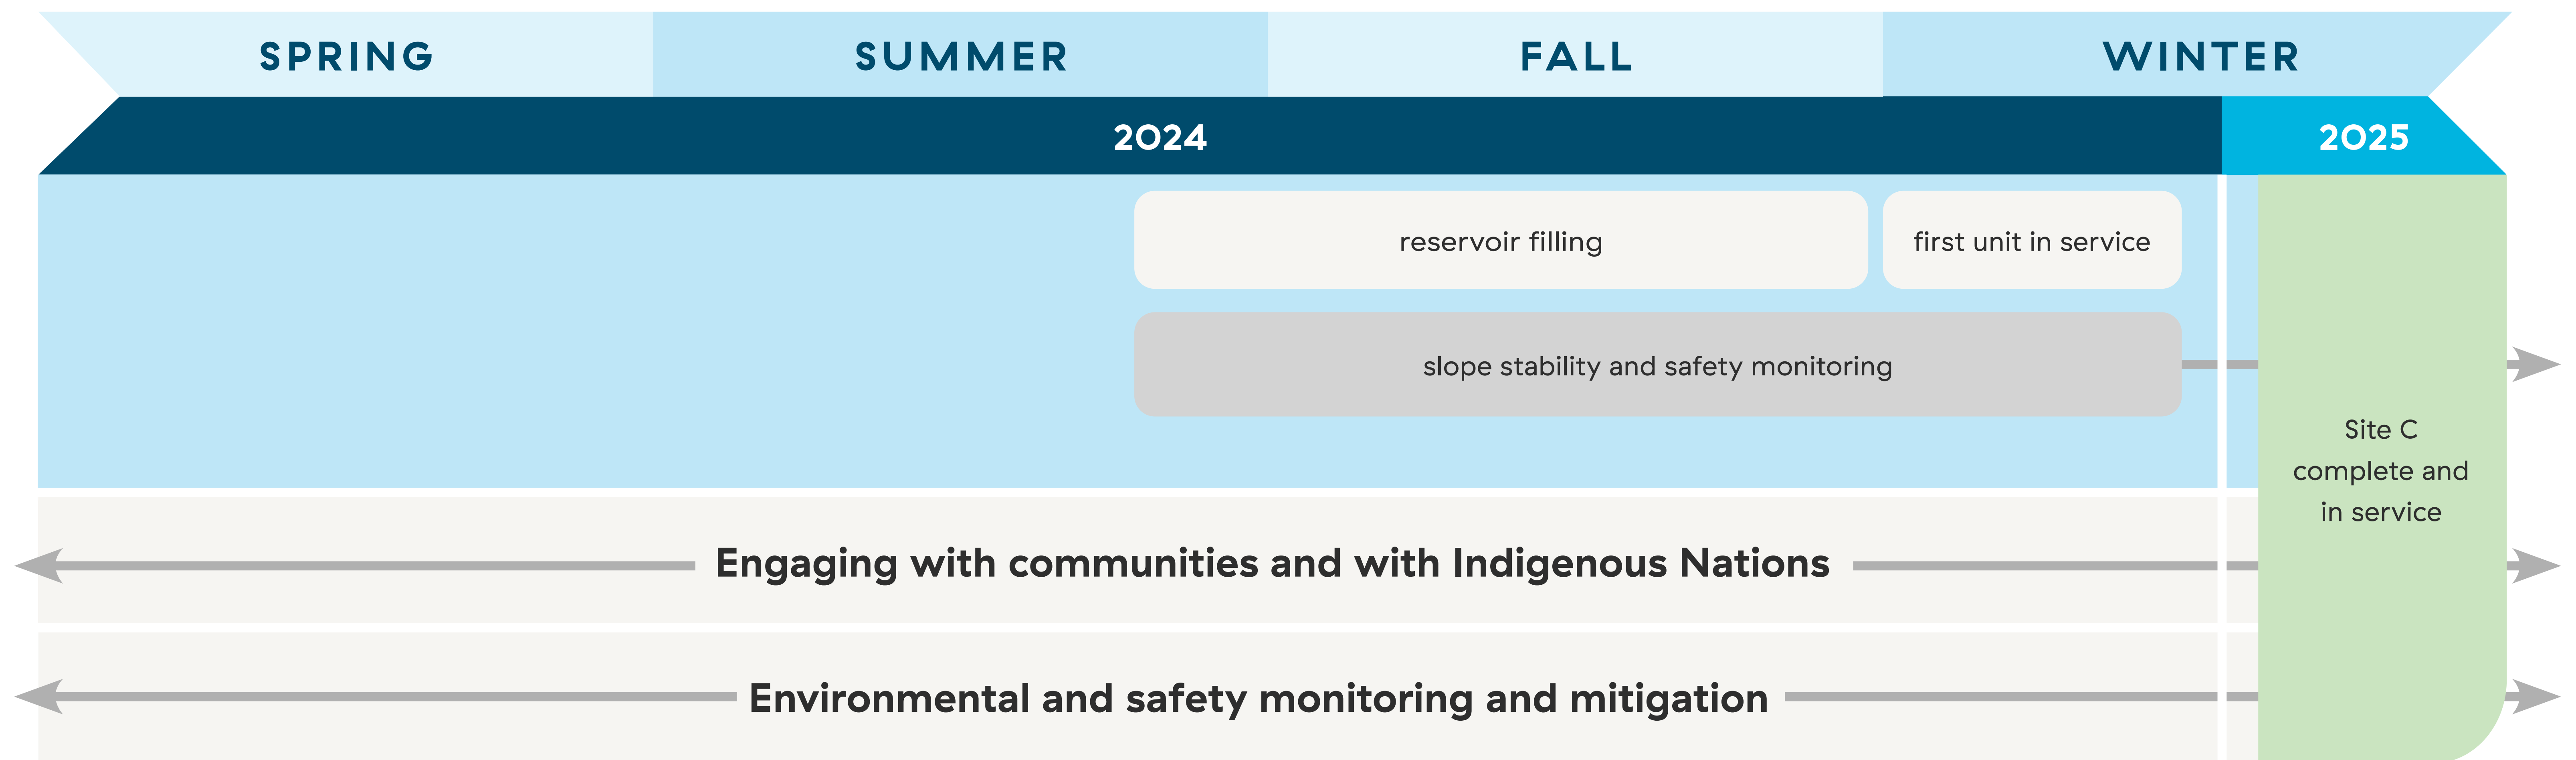 SPRING
SUMMER
FALL
WINTER
2024
2025
reservoir filling
first unit in service
slope stability and safety monitoring
Site C
complete and
in service
Engaging with communities and with Indigenous Nations
Environmental and safety monitoring and mitigation